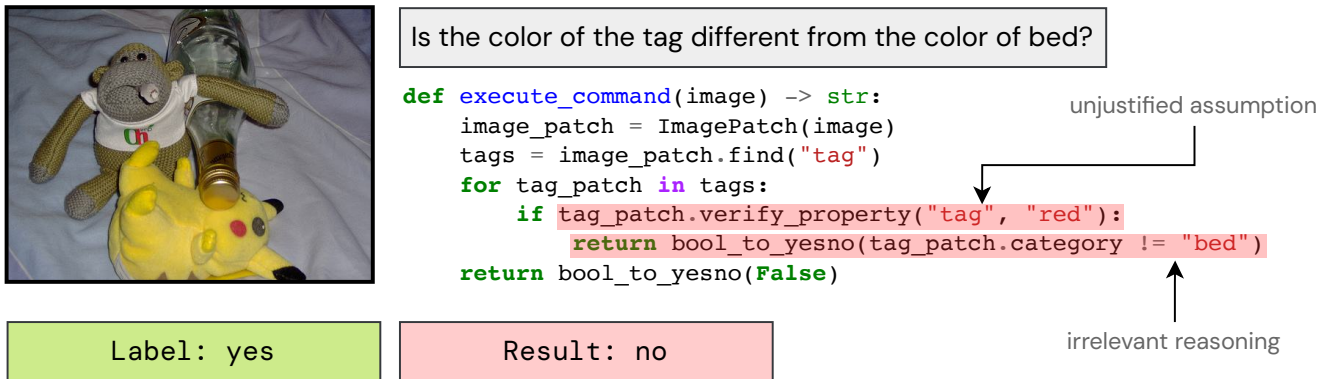 Is the color of the tag different from the color of bed?
def execute_command(image) -> str:
unjustified assumption
image_patch = ImagePatch(image)
tags = image_patch.find("tag")
for tag_patch in tags:
if tag_patch.verify_property("tag", "red"):
return bool_to_yesno(tag_patch.category != "bed")
return bool_to_yesno(False)
irrelevant reasoning
Label: yes
Result: no